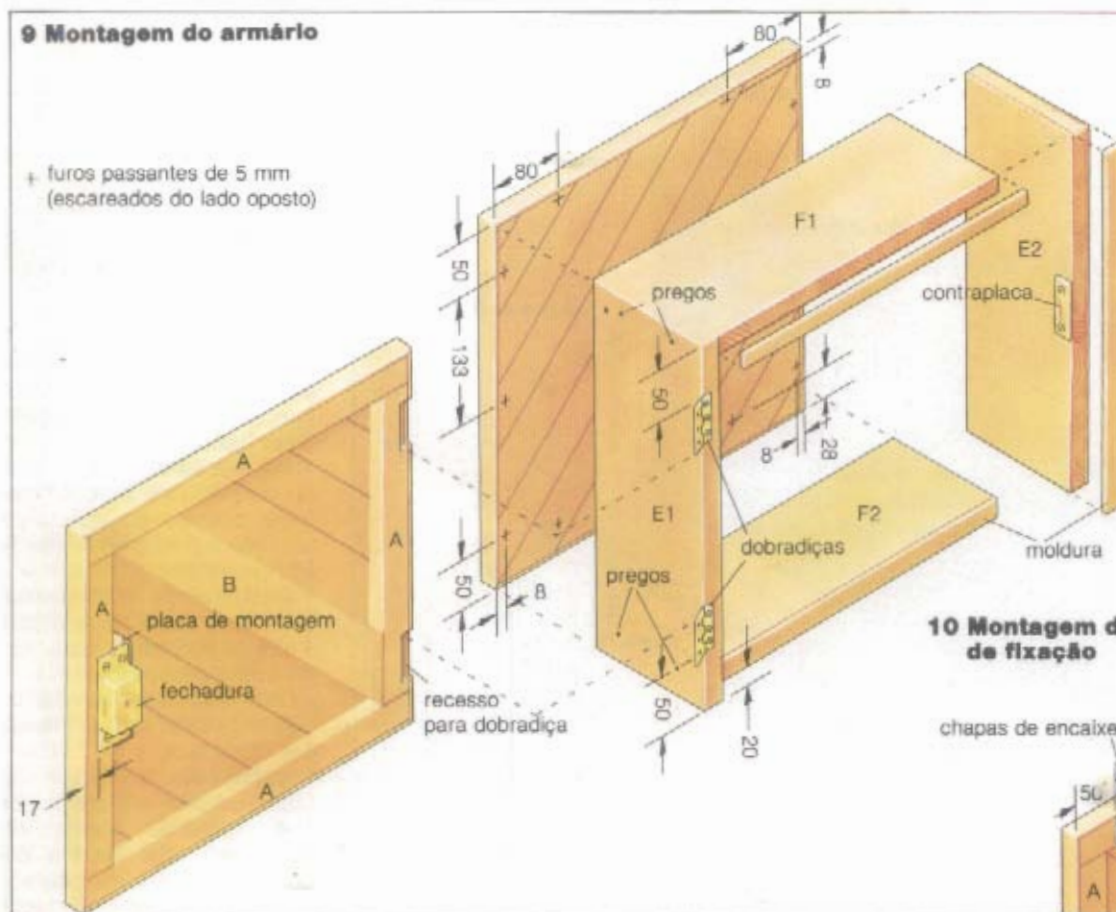 9 Montagem do armário
furos passantes de 5 mm
(escareados do lado oposto)
80
8
80
50
133
50
8
F1
E2
contraplaca
pregos
50
8
28
E1
F2
dobradiças
moldura
pregos
50
20
A
A
B
A
placa de montagem
fechadura
recesso
para dobradiça
A
17
10 Montagem d
de fixação
chapas de encaixe
50
A